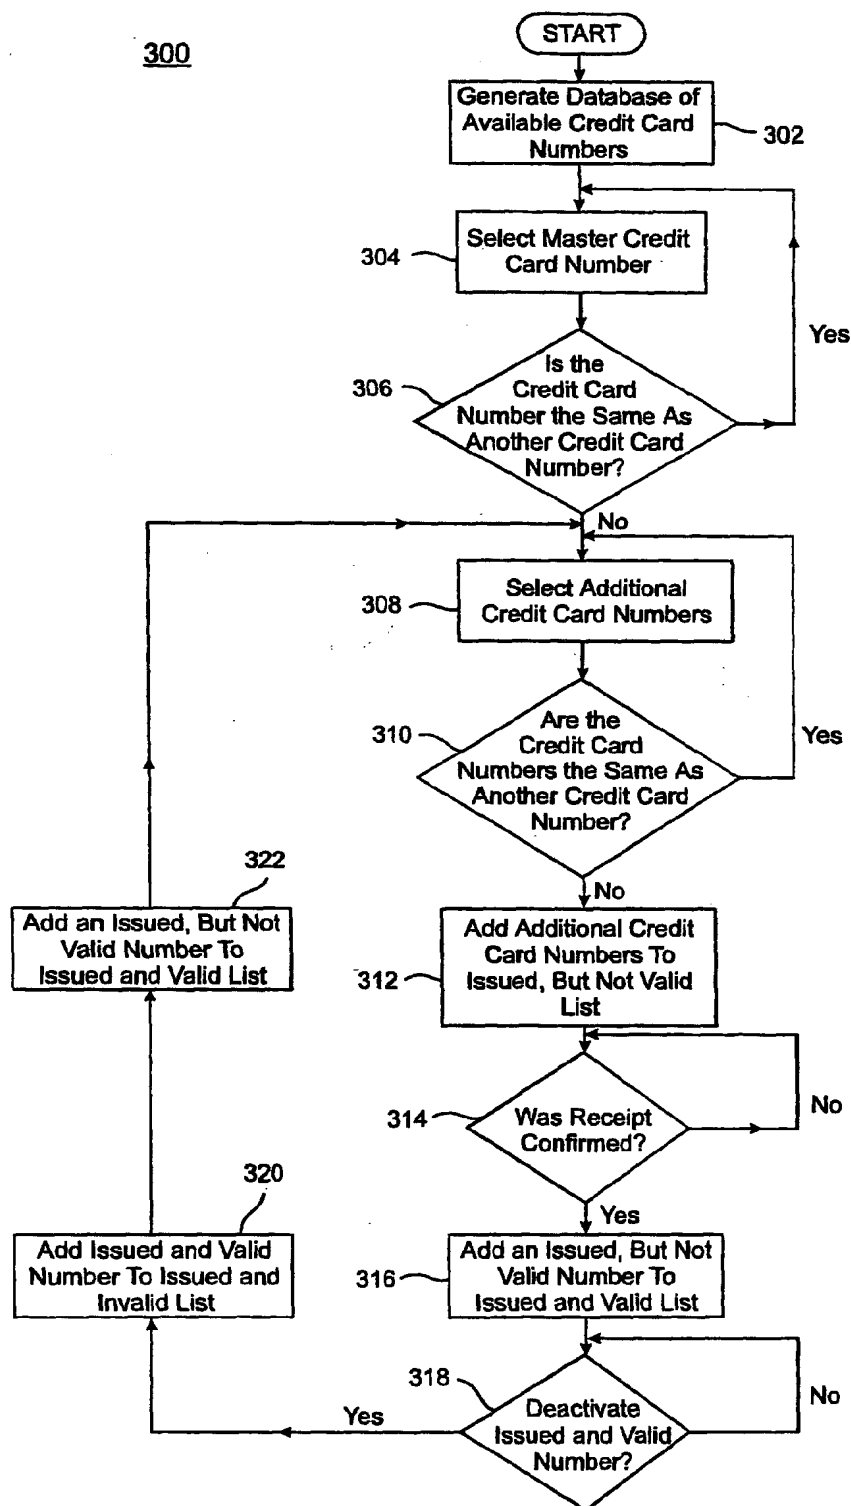 300
START
Generate Database of
Available Credit Card
Numbers
302
Select Master Credit
Card Number
304
Yes
Is the
Credit Card
Number the Same As
Another Credit Card
Number?
306
No
Select Additional
Credit Card Numbers
308
Are the
Credit Card
Numbers the Same As
Another Credit Card
Number?
310
Yes
No
322
Add an Issued, But Not
Valid Number To
Issued and Valid List
Add Additional Credit
Card Numbers To
Issued, But Not Valid
List
312
Was Receipt
Confirmed?
314
No
Yes
320
Add Issued and Valid
Number To Issued and
Invalid List
Add an Issued, But Not
Valid Number To
Issued and Valid List
316
318
Deactivate
Issued and Valid
Number?
No
Yes